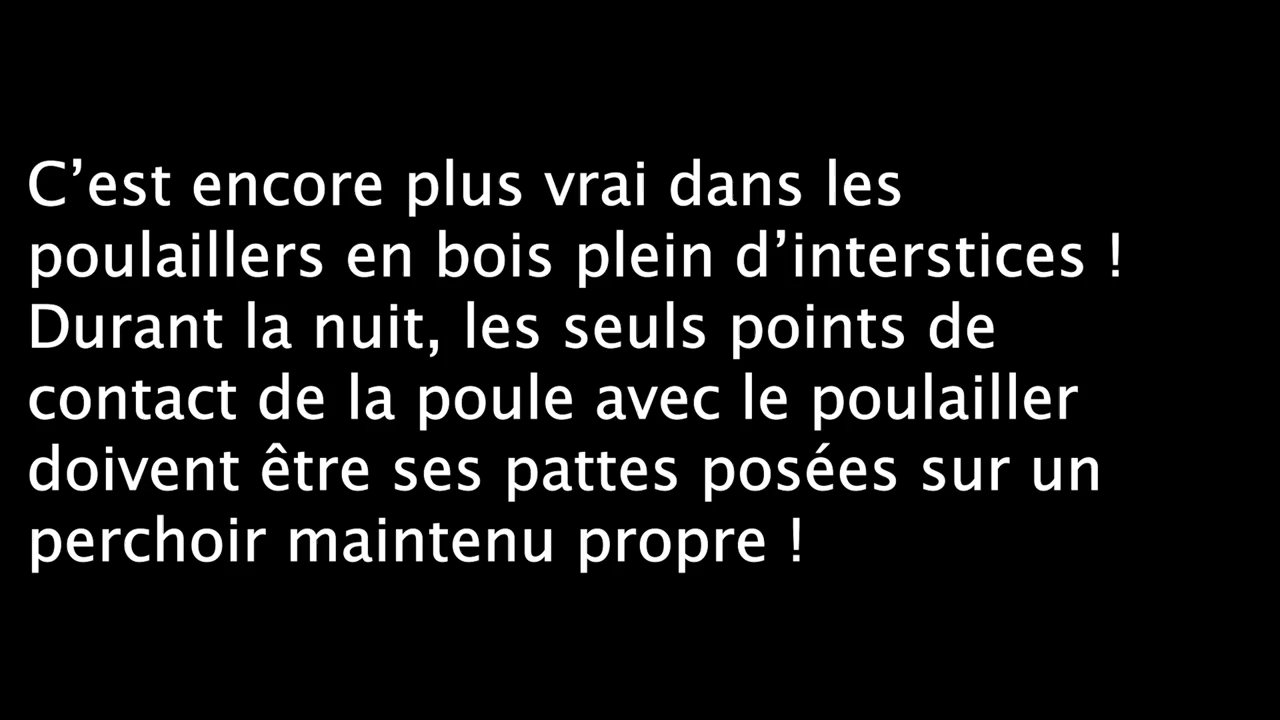 C’est encore plus vrai dans les
poulaillers en bois plein d’interstices !
Durant la nuit, les seuls points de
contact de la poule avec le poulailler
doivent être ses pattes posées sur un
perchoir maintenu propre !